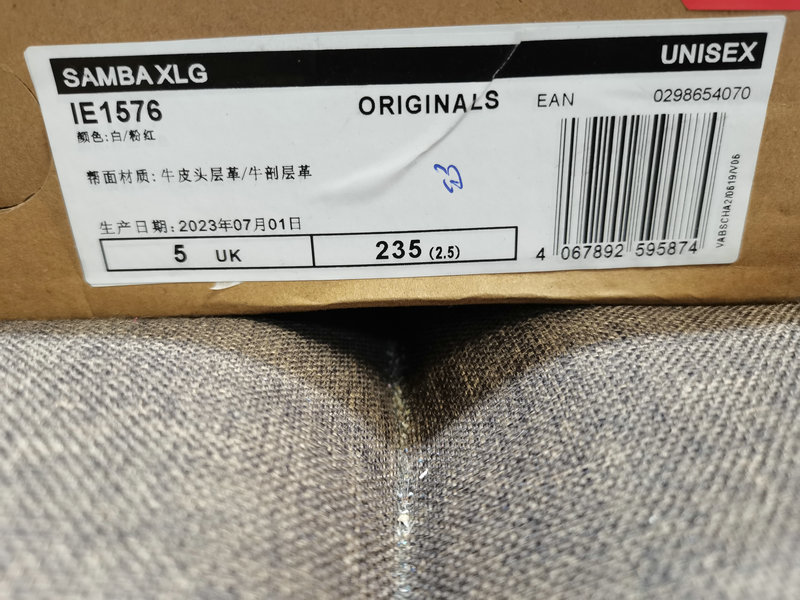 SAMBA XLG UNISEX
IE1576 ORIGINALS EAN 0298654070
颜色:白/粉红
帮面材质: 牛皮头层革/牛剖层革
生产日期: 2023年07月01日
5 UK 235 (2.5)
4 067892 595874
VABSCHA2/0619/V06